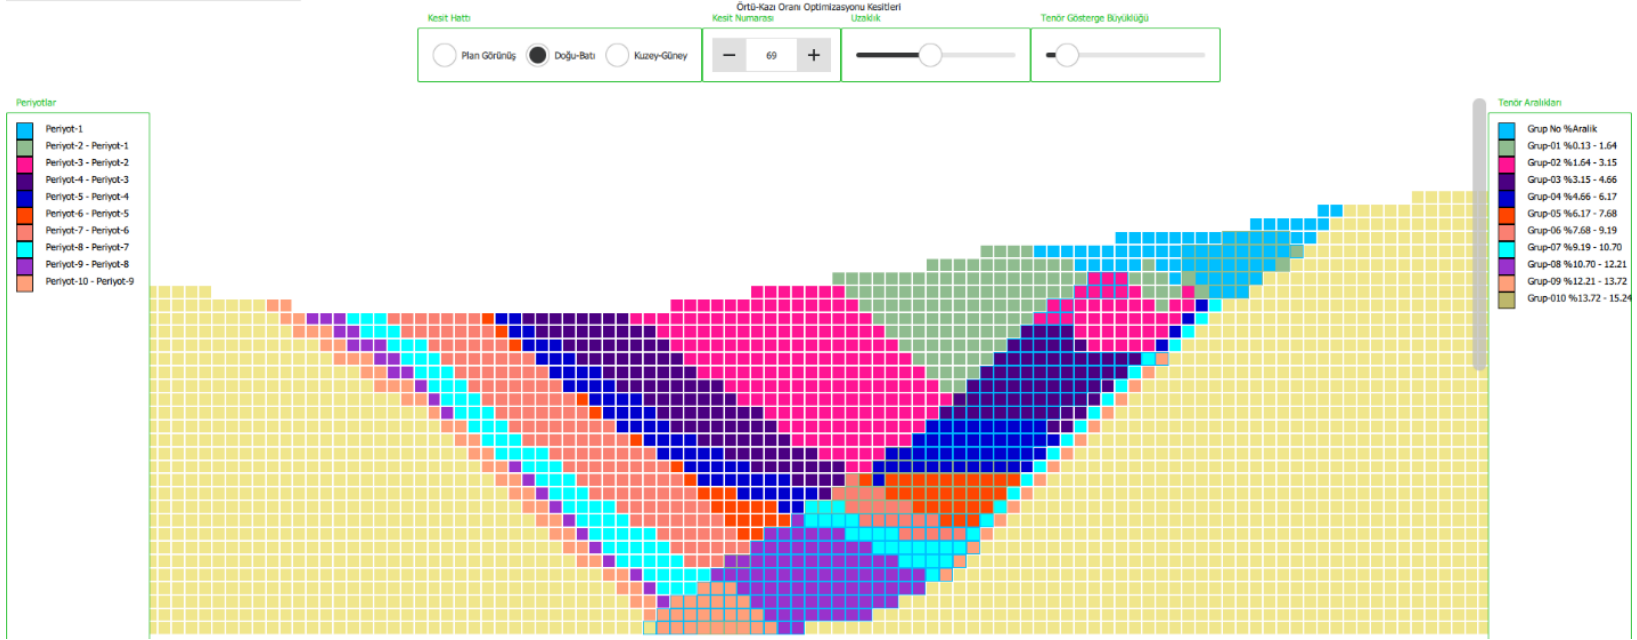 Örtü-Kazı Oranı Optimizasyonu Kesitleri
Kesit Hattı
Kesit Numarası
Uzaklık
Tenör Gösterge Büyüklüğü
Plan Görünüş
Doğu-Batı
Kuzey-Güney
− 69 +
Periyotlar
Periyot-1
Periyot-2 - Periyot-1
Periyot-3 - Periyot-2
Periyot-4 - Periyot-3
Periyot-5 - Periyot-4
Periyot-6 - Periyot-5
Periyot-7 - Periyot-6
Periyot-8 - Periyot-7
Periyot-9 - Periyot-8
Periyot-10 - Periyot-9
Tenör Aralıkları
Grup No %Aralik
Grup-01 %0.13 - 1.64
Grup-02 %1.64 - 3.15
Grup-03 %3.15 - 4.66
Grup-04 %4.66 - 6.17
Grup-05 %6.17 - 7.68
Grup-06 %7.68 - 9.19
Grup-07 %9.19 - 10.70
Grup-08 %10.70 - 12.21
Grup-09 %12.21 - 13.72
Grup-010 %13.72 - 15.24